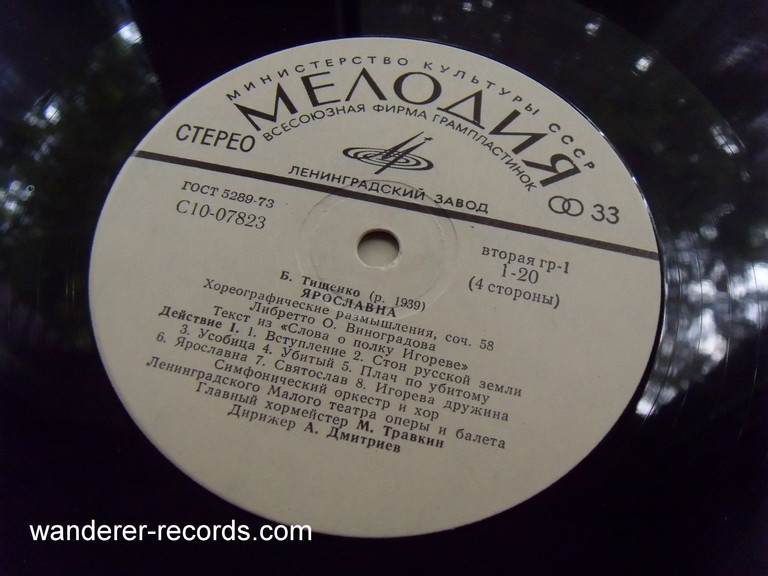 МИНИСТЕРСТВО КУЛЬТУРЫ СССР
МЕЛОДИЯ
ВСЕСОЮЗНАЯ ФИРМА ГРАМПЛАСТИНОК
СТЕРЕО
ЛЕНИНГРАДСКИЙ ЗАВОД
33
ГОСТ 5289-73
С10-07823
вторая гр-1
1-20
(4 стороны)
Б. Тищенко (р. 1939)
ЯРОСЛАВНА
Хореографические размышления, соч. 58
Либретто О. Виноградова
Текст из «Слова о полку Игореве»
Действие I. 1. Вступление 2. Стон русской земли
3. Усобица 4. Убитый 5. Плач по убитому
6. Ярославна 7. Святослав 8. Игорева дружина
Симфонический оркестр и хор
Ленинградского Малого театра оперы и балета
Главный хормейстер М. Травкин
Дирижер А. Дмитриев
wanderer-records.com